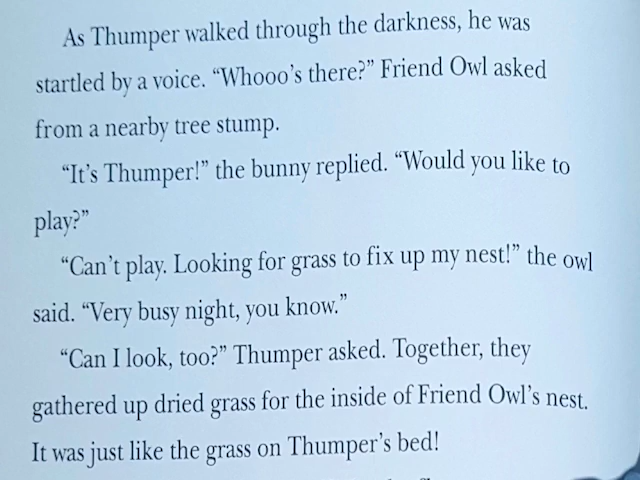 As Thumper walked through the darkness, he was
startled by a voice. “Whooo’s there?” Friend Owl asked
from a nearby tree stump.
“It’s Thumper!” the bunny replied. “Would you like to
play?”
“Can’t play. Looking for grass to fix up my nest!” the owl
said. “Very busy night, you know.”
“Can I look, too?” Thumper asked. Together, they
gathered up dried grass for the inside of Friend Owl’s nest.
It was just like the grass on Thumper’s bed!